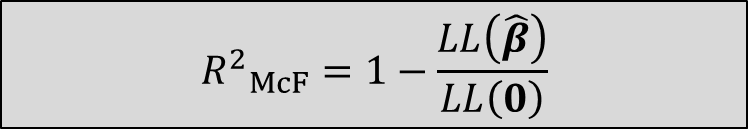 R²_McF = 1 − LL(β̂) / LL(0)